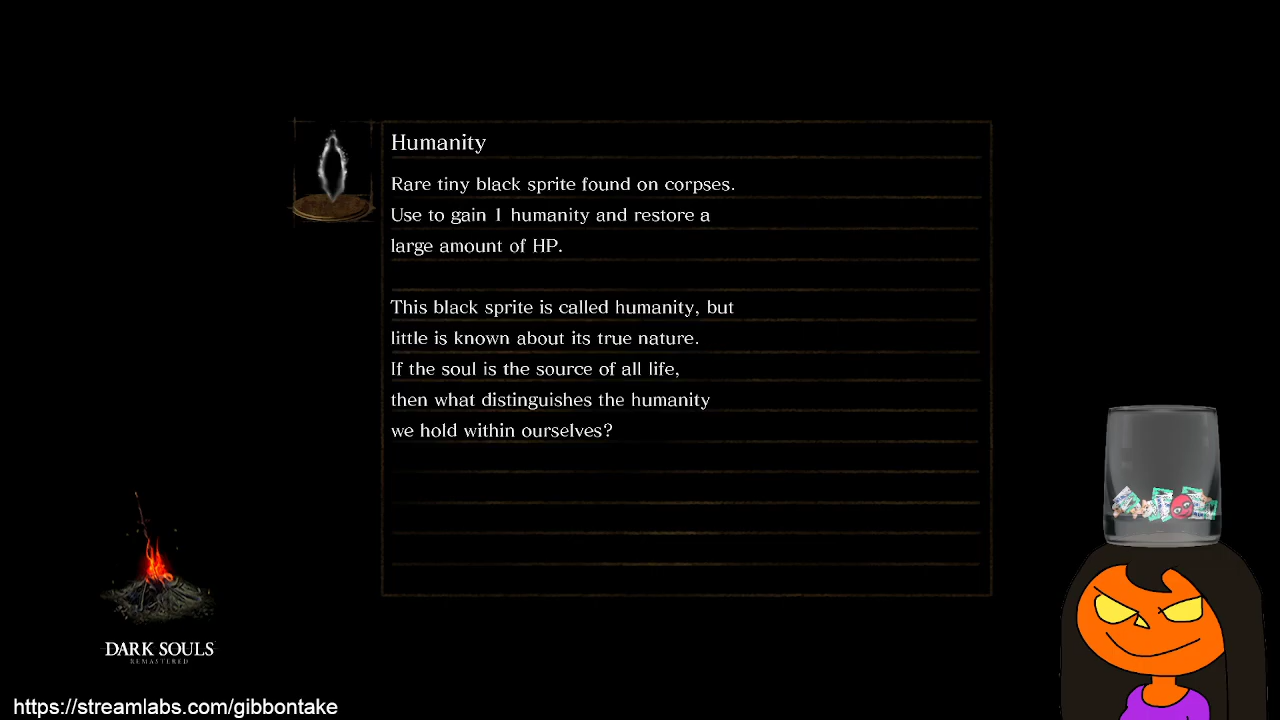 Humanity
Rare tiny black sprite found on corpses.
Use to gain 1 humanity and restore a
large amount of HP.
This black sprite is called humanity, but
little is known about its true nature.
If the soul is the source of all life,
then what distinguishes the humanity
we hold within ourselves?
DARK SOULS
REMASTERED
https://streamlabs.com/gibbontake